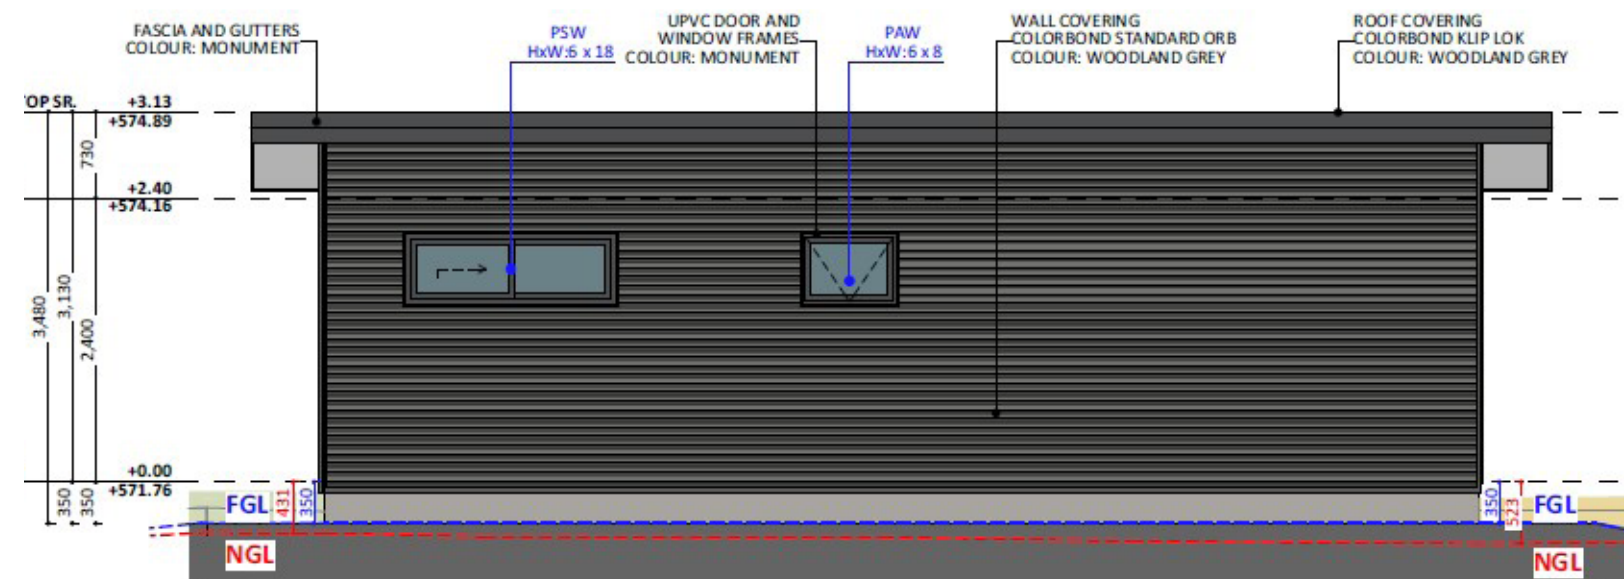 FASCIA AND GUTTERS
COLOUR: MONUMENT
PSW
HxW:6 x 18
UPVC DOOR AND
WINDOW FRAMES
COLOUR: MONUMENT
PAW
HxW:6 x 8
WALL COVERING
COLORBOND STANDARD ORB
COLOUR: WOODLAND GREY
ROOF COVERING
COLORBOND KLIP LOK
COLOUR: WOODLAND GREY
OP SR.
+3.13
+574.89
730
+2.40
+574.16
3,480
3,130
2,400
+0.00
+571.76
350
350
FGL
431
350
NGL
350
523
FGL
NGL